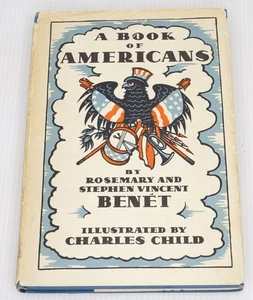 A BOOK
OF
AMERICANS
BY
ROSEMARY AND
STEPHEN VINCENT
BENÉT
ILLUSTRATED BY
CHARLES CHILD